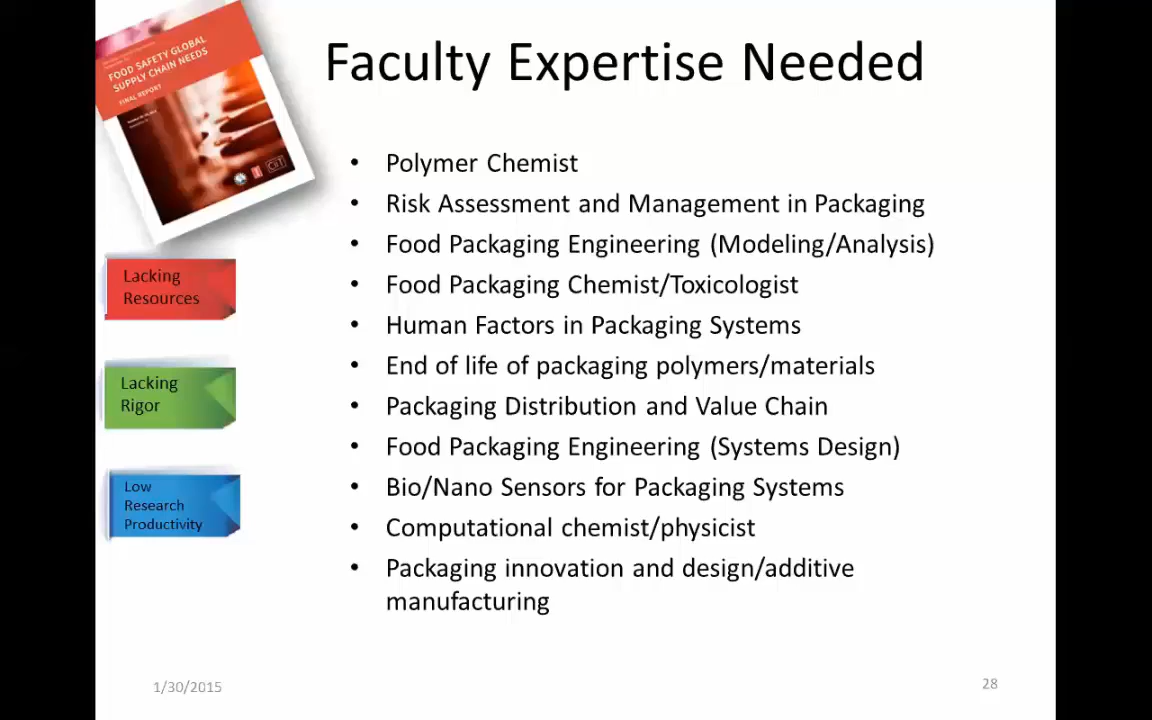 Faculty Expertise Needed
FOOD SAFETY GLOBAL
SUPPLY CHAIN NEEDS
FINAL REPORT
• Polymer Chemist
• Risk Assessment and Management in Packaging
• Food Packaging Engineering (Modeling/Analysis)
• Food Packaging Chemist/Toxicologist
• Human Factors in Packaging Systems
• End of life of packaging polymers/materials
• Packaging Distribution and Value Chain
• Food Packaging Engineering (Systems Design)
• Bio/Nano Sensors for Packaging Systems
• Computational chemist/physicist
• Packaging innovation and design/additive
manufacturing
Lacking
Resources
Lacking
Rigor
Low
Research
Productivity
1/30/2015
28